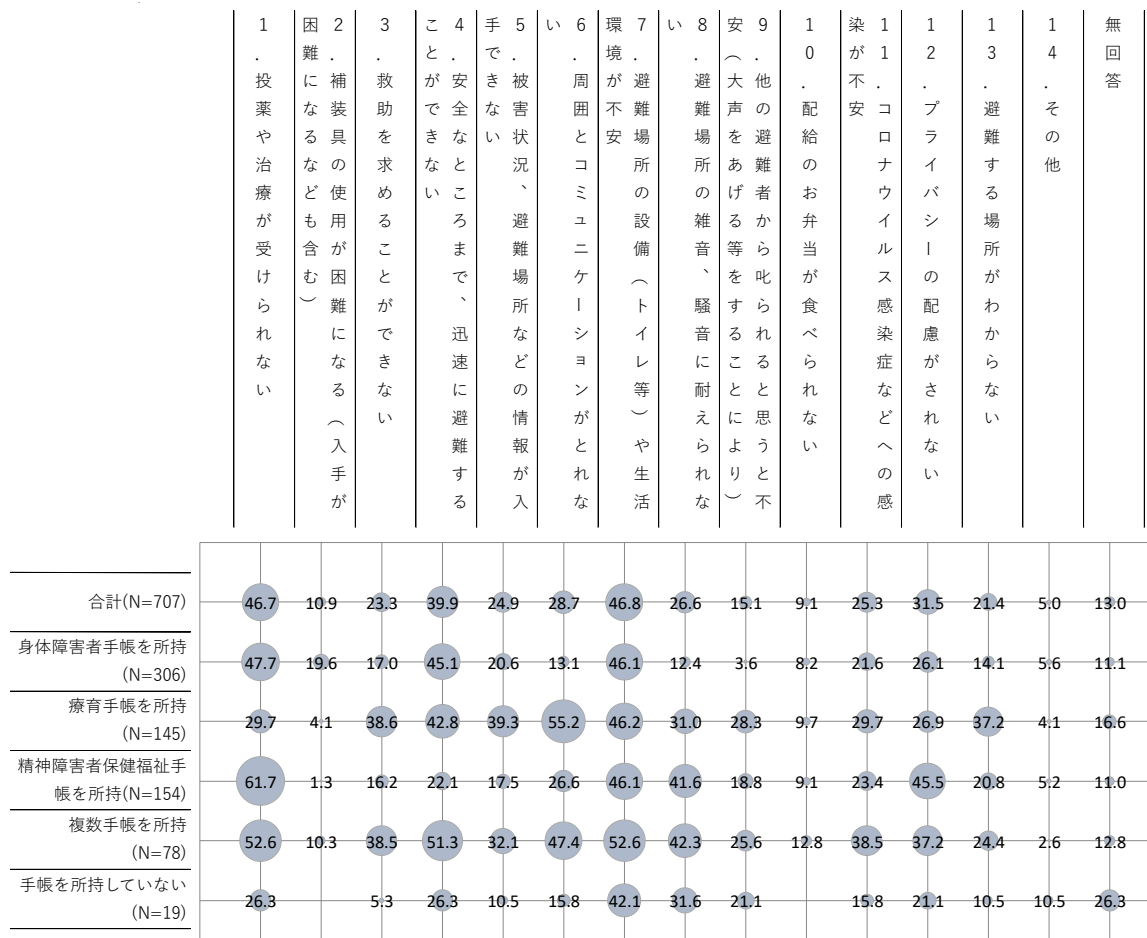 1．投薬や治療が受けられない
2．補装具の使用が困難になる（入手が
困難になるなども含む）
3．救助を求めることができない
4．安全なところまで、迅速に避難する
ことができない
5．被害状況、避難場所などの情報が入
手できない
6．周囲とコミュニケーションがとれな
い
7．避難場所の設備（トイレ等）や生活
環境が不安
8．避難場所の雑音、騒音に耐えられな
い
9．他の避難者から叱られると思うと不
安（大声をあげる等をすることにより）
10．配給のお弁当が食べられない
11．コロナウイルス感染症などへの感
染が不安
12．プライバシーの配慮がされない
13．避難する場所がわからない
14．その他
無回答
合計(N=707) 46.7 10.9 23.3 39.9 24.9 28.7 46.8 26.6 15.1 9.1 25.3 31.5 21.4 5.0 13.0
身体障害者手帳を所持
(N=306) 47.7 19.6 17.0 45.1 20.6 13.1 46.1 12.4 3.6 8.2 21.6 26.1 14.1 5.6 11.1
療育手帳を所持
(N=145) 29.7 4.1 38.6 42.8 39.3 55.2 46.2 31.0 28.3 9.7 29.7 26.9 37.2 4.1 16.6
精神障害者保健福祉手
帳を所持(N=154) 61.7 1.3 16.2 22.1 17.5 26.6 46.1 41.6 18.8 9.1 23.4 45.5 20.8 5.2 11.0
複数手帳を所持
(N=78) 52.6 10.3 38.5 51.3 32.1 47.4 52.6 42.3 25.6 12.8 38.5 37.2 24.4 2.6 12.8
手帳を所持していない
(N=19) 26.3 5.3 26.3 10.5 15.8 42.1 31.6 21.1 15.8 21.1 10.5 10.5 26.3